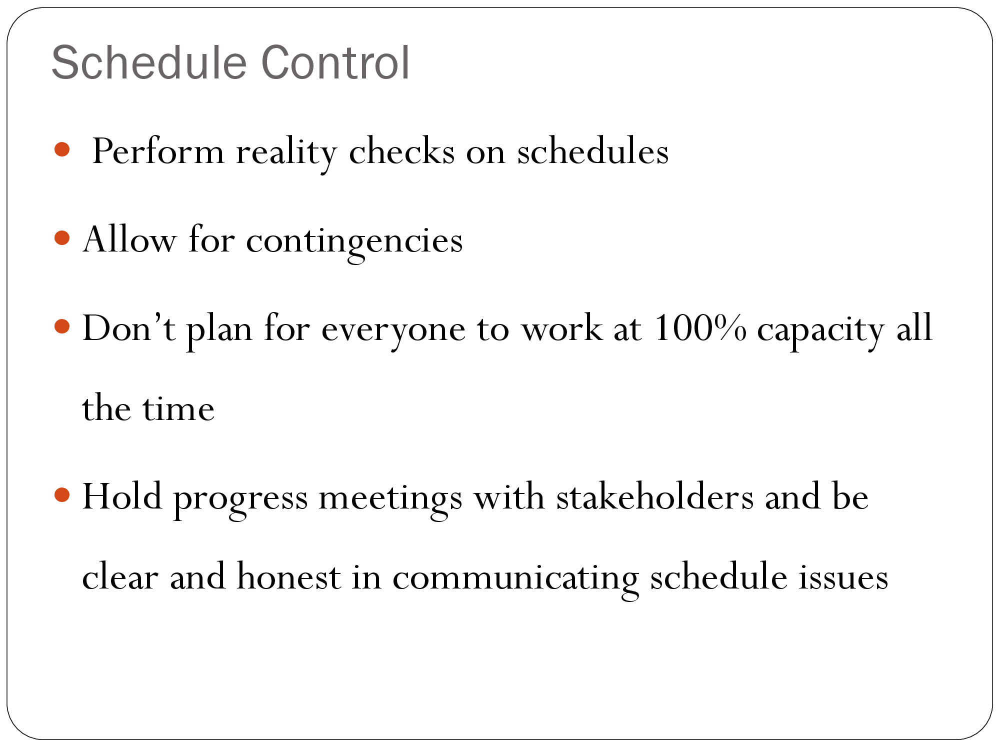 Schedule Control
• Perform reality checks on schedules
• Allow for contingencies
• Don’t plan for everyone to work at 100% capacity all
the time
• Hold progress meetings with stakeholders and be
clear and honest in communicating schedule issues